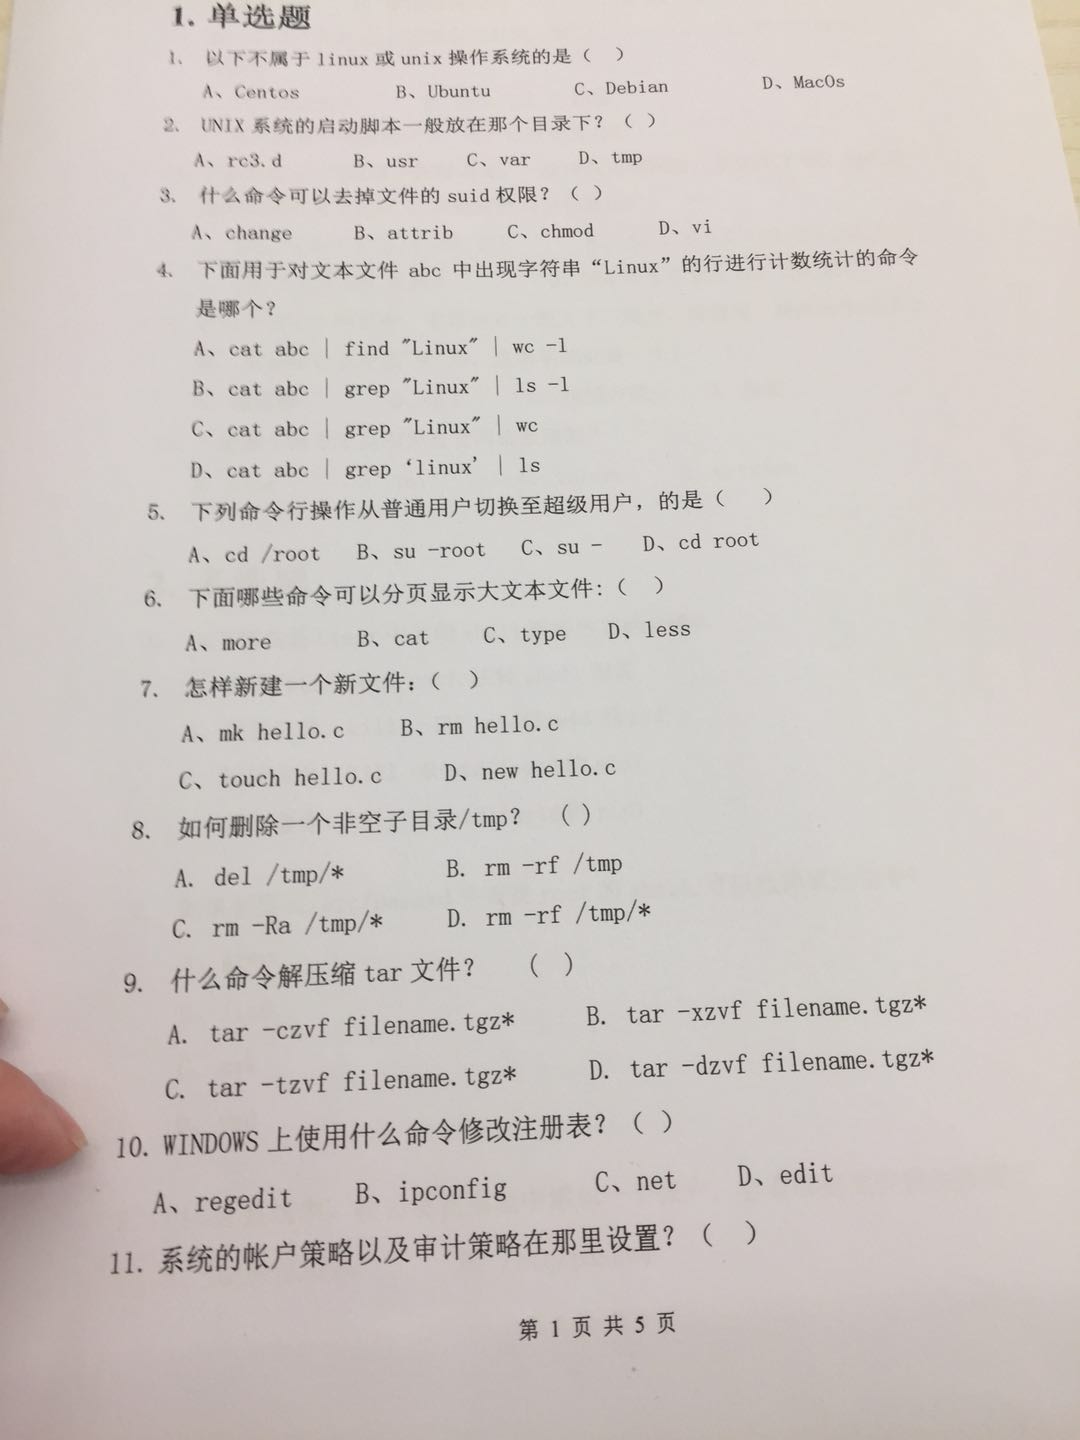 1. 单选题
1、 以下不属于 linux 或 unix 操作系统的是（ ）
A、Centos B、Ubuntu C、Debian D、MacOs
2、 UNIX 系统的启动脚本一般放在那个目录下？（ ）
A、rc3.d B、usr C、var D、tmp
3、 什么命令可以去掉文件的 suid 权限？（ ）
A、change B、attrib C、chmod D、vi
4、 下面用于对文本文件 abc 中出现字符串“Linux”的行进行计数统计的命令
是哪个？
A、cat abc | find "Linux" | wc -l
B、cat abc | grep "Linux" | ls -l
C、cat abc | grep "Linux" | wc
D、cat abc | grep ‘linux’ | ls
5、 下列命令行操作从普通用户切换至超级用户，的是（ ）
A、cd /root B、su -root C、su - D、cd root
6、 下面哪些命令可以分页显示大文本文件:（ ）
A、more B、cat C、type D、less
7、 怎样新建一个新文件：（ ）
A、mk hello.c B、rm hello.c
C、touch hello.c D、new hello.c
8、 如何删除一个非空子目录/tmp？ （）
A. del /tmp/* B. rm -rf /tmp
C. rm -Ra /tmp/* D. rm -rf /tmp/*
9. 什么命令解压缩 tar 文件？ （ ）
A. tar -czvf filename.tgz* B. tar -xzvf filename.tgz*
C. tar -tzvf filename.tgz* D. tar -dzvf filename.tgz*
10. WINDOWS 上使用什么命令修改注册表？（ ）
A、regedit B、ipconfig C、net D、edit
11. 系统的帐户策略以及审计策略在那里设置？（ ）
第 1 页 共 5 页